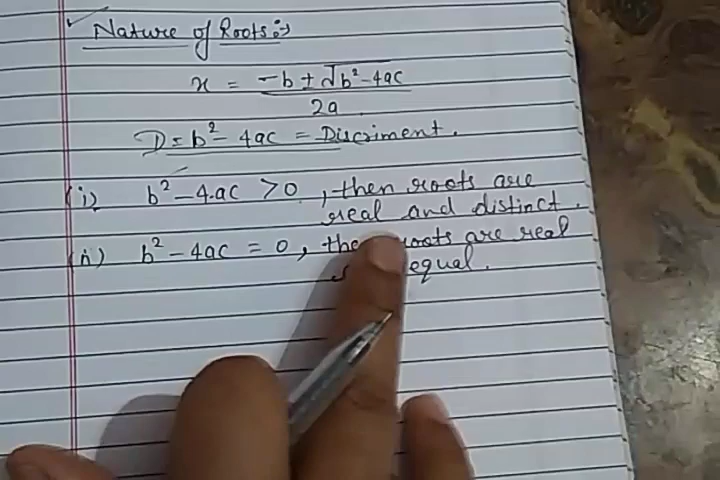 Nature of Roots :-
x = -b ± √b² - 4ac
2a
D = b² - 4ac = Discriment.
(i) b² - 4ac > 0, then roots are
real and distinct.
(ii) b² - 4ac = 0, the roots are real
equal.